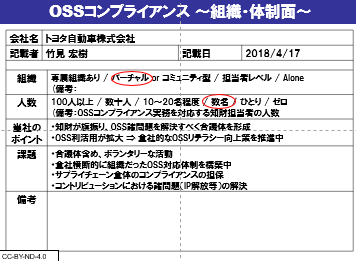 OSSコンプライアンス ～組織・体制面～
会社名 トヨタ自動車株式会社
記載者 竹見 宏樹 記載日 2018/4/17
組織 専属組織あり / バーチャル or コミュニティ型 / 担当者レベル / Alone
(備考:
人数 100人以上 / 数十人 / 10～20名程度 / 数名 / ひとり / ゼロ
(備考:OSSコンプライアンス実務を対応する知財担当者の人数
当社の
ポイント
・知財が旗振り、OSS諸問題を解決すべく合議体を形成
・OSS利活用が拡大 ⇒ 全社的なOSSリテラシー向上策を推進中
課題 ・合議体含め、ボランタリーな活動
・全社横断的に組織だったOSS対応体制を構築中
・サプライチェーン全体のコンプライアンスの担保
・コントリビューションにおける諸問題(IP解放等)の解決
備考
CC-BY-ND-4.0